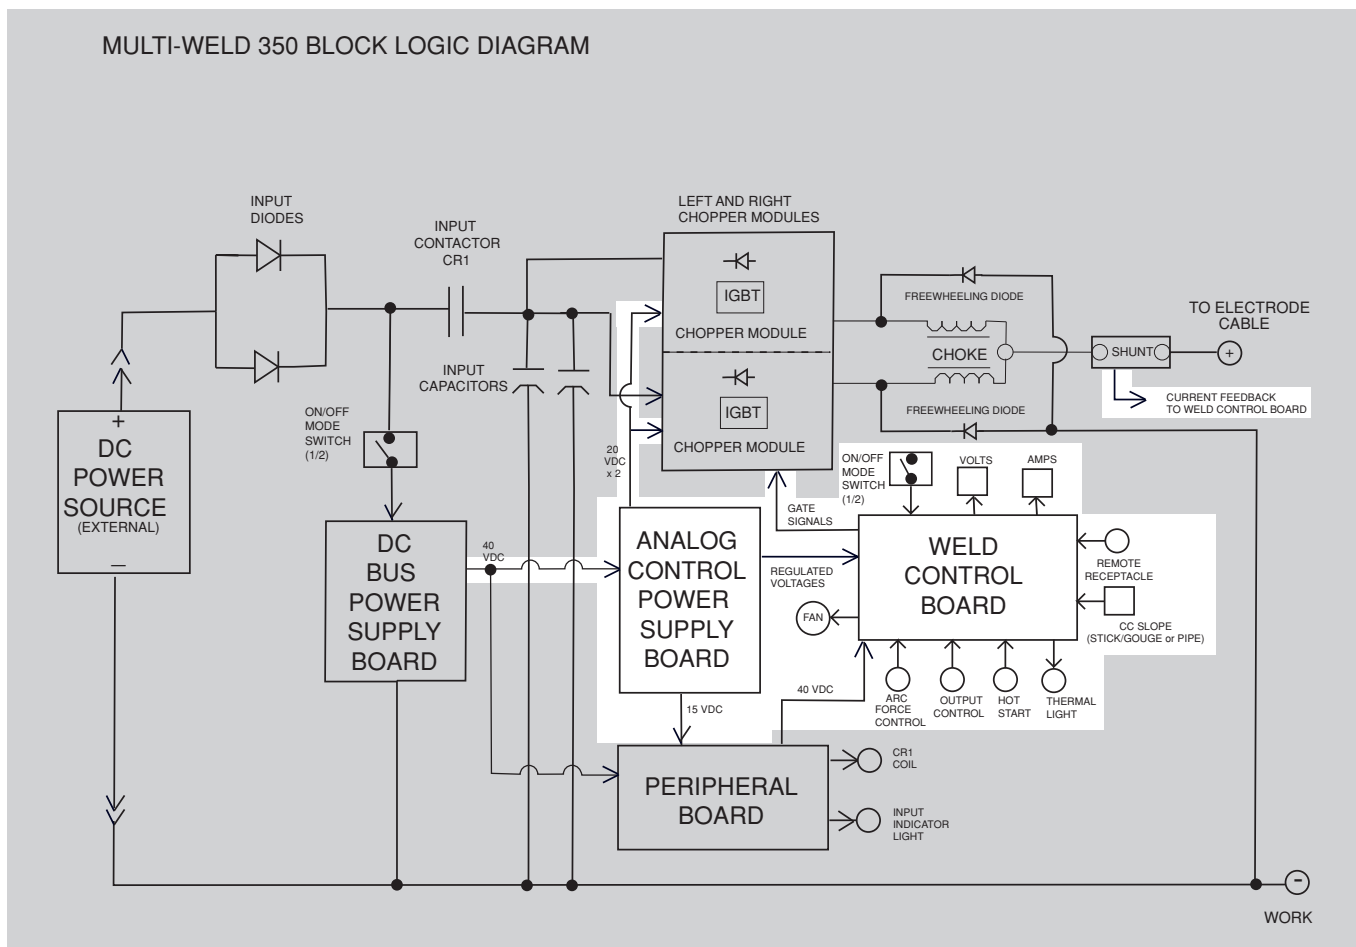 MULTI-WELD 350 BLOCK LOGIC DIAGRAM
INPUT
DIODES
INPUT
CONTACTOR
CR1
LEFT AND RIGHT
CHOPPER MODULES
IGBT
CHOPPER MODULE
IGBT
CHOPPER MODULE
FREEWHEELING DIODE
CHOKE
FREEWHEELING DIODE
SHUNT
TO ELECTRODE
CABLE
+
CURRENT FEEDBACK
TO WELD CONTROL BOARD
INPUT
CAPACITORS
ON/OFF
MODE
SWITCH
(1/2)
+
DC
POWER
SOURCE
(EXTERNAL)
—
DC
BUS
POWER
SUPPLY
BOARD
40
VDC
20
VDC
x 2
ANALOG
CONTROL
POWER
SUPPLY
BOARD
GATE
SIGNALS
REGULATED
VOLTAGES
FAN
ON/OFF
MODE
SWITCH
(1/2)
VOLTS
AMPS
WELD
CONTROL
BOARD
REMOTE
RECEPTACLE
CC SLOPE
(STICK/GOUGE or PIPE)
ARC
FORCE
CONTROL
OUTPUT
CONTROL
HOT
START
THERMAL
LIGHT
15 VDC
40 VDC
PERIPHERAL
BOARD
CR1
COIL
INPUT
INDICATOR
LIGHT
-
WORK